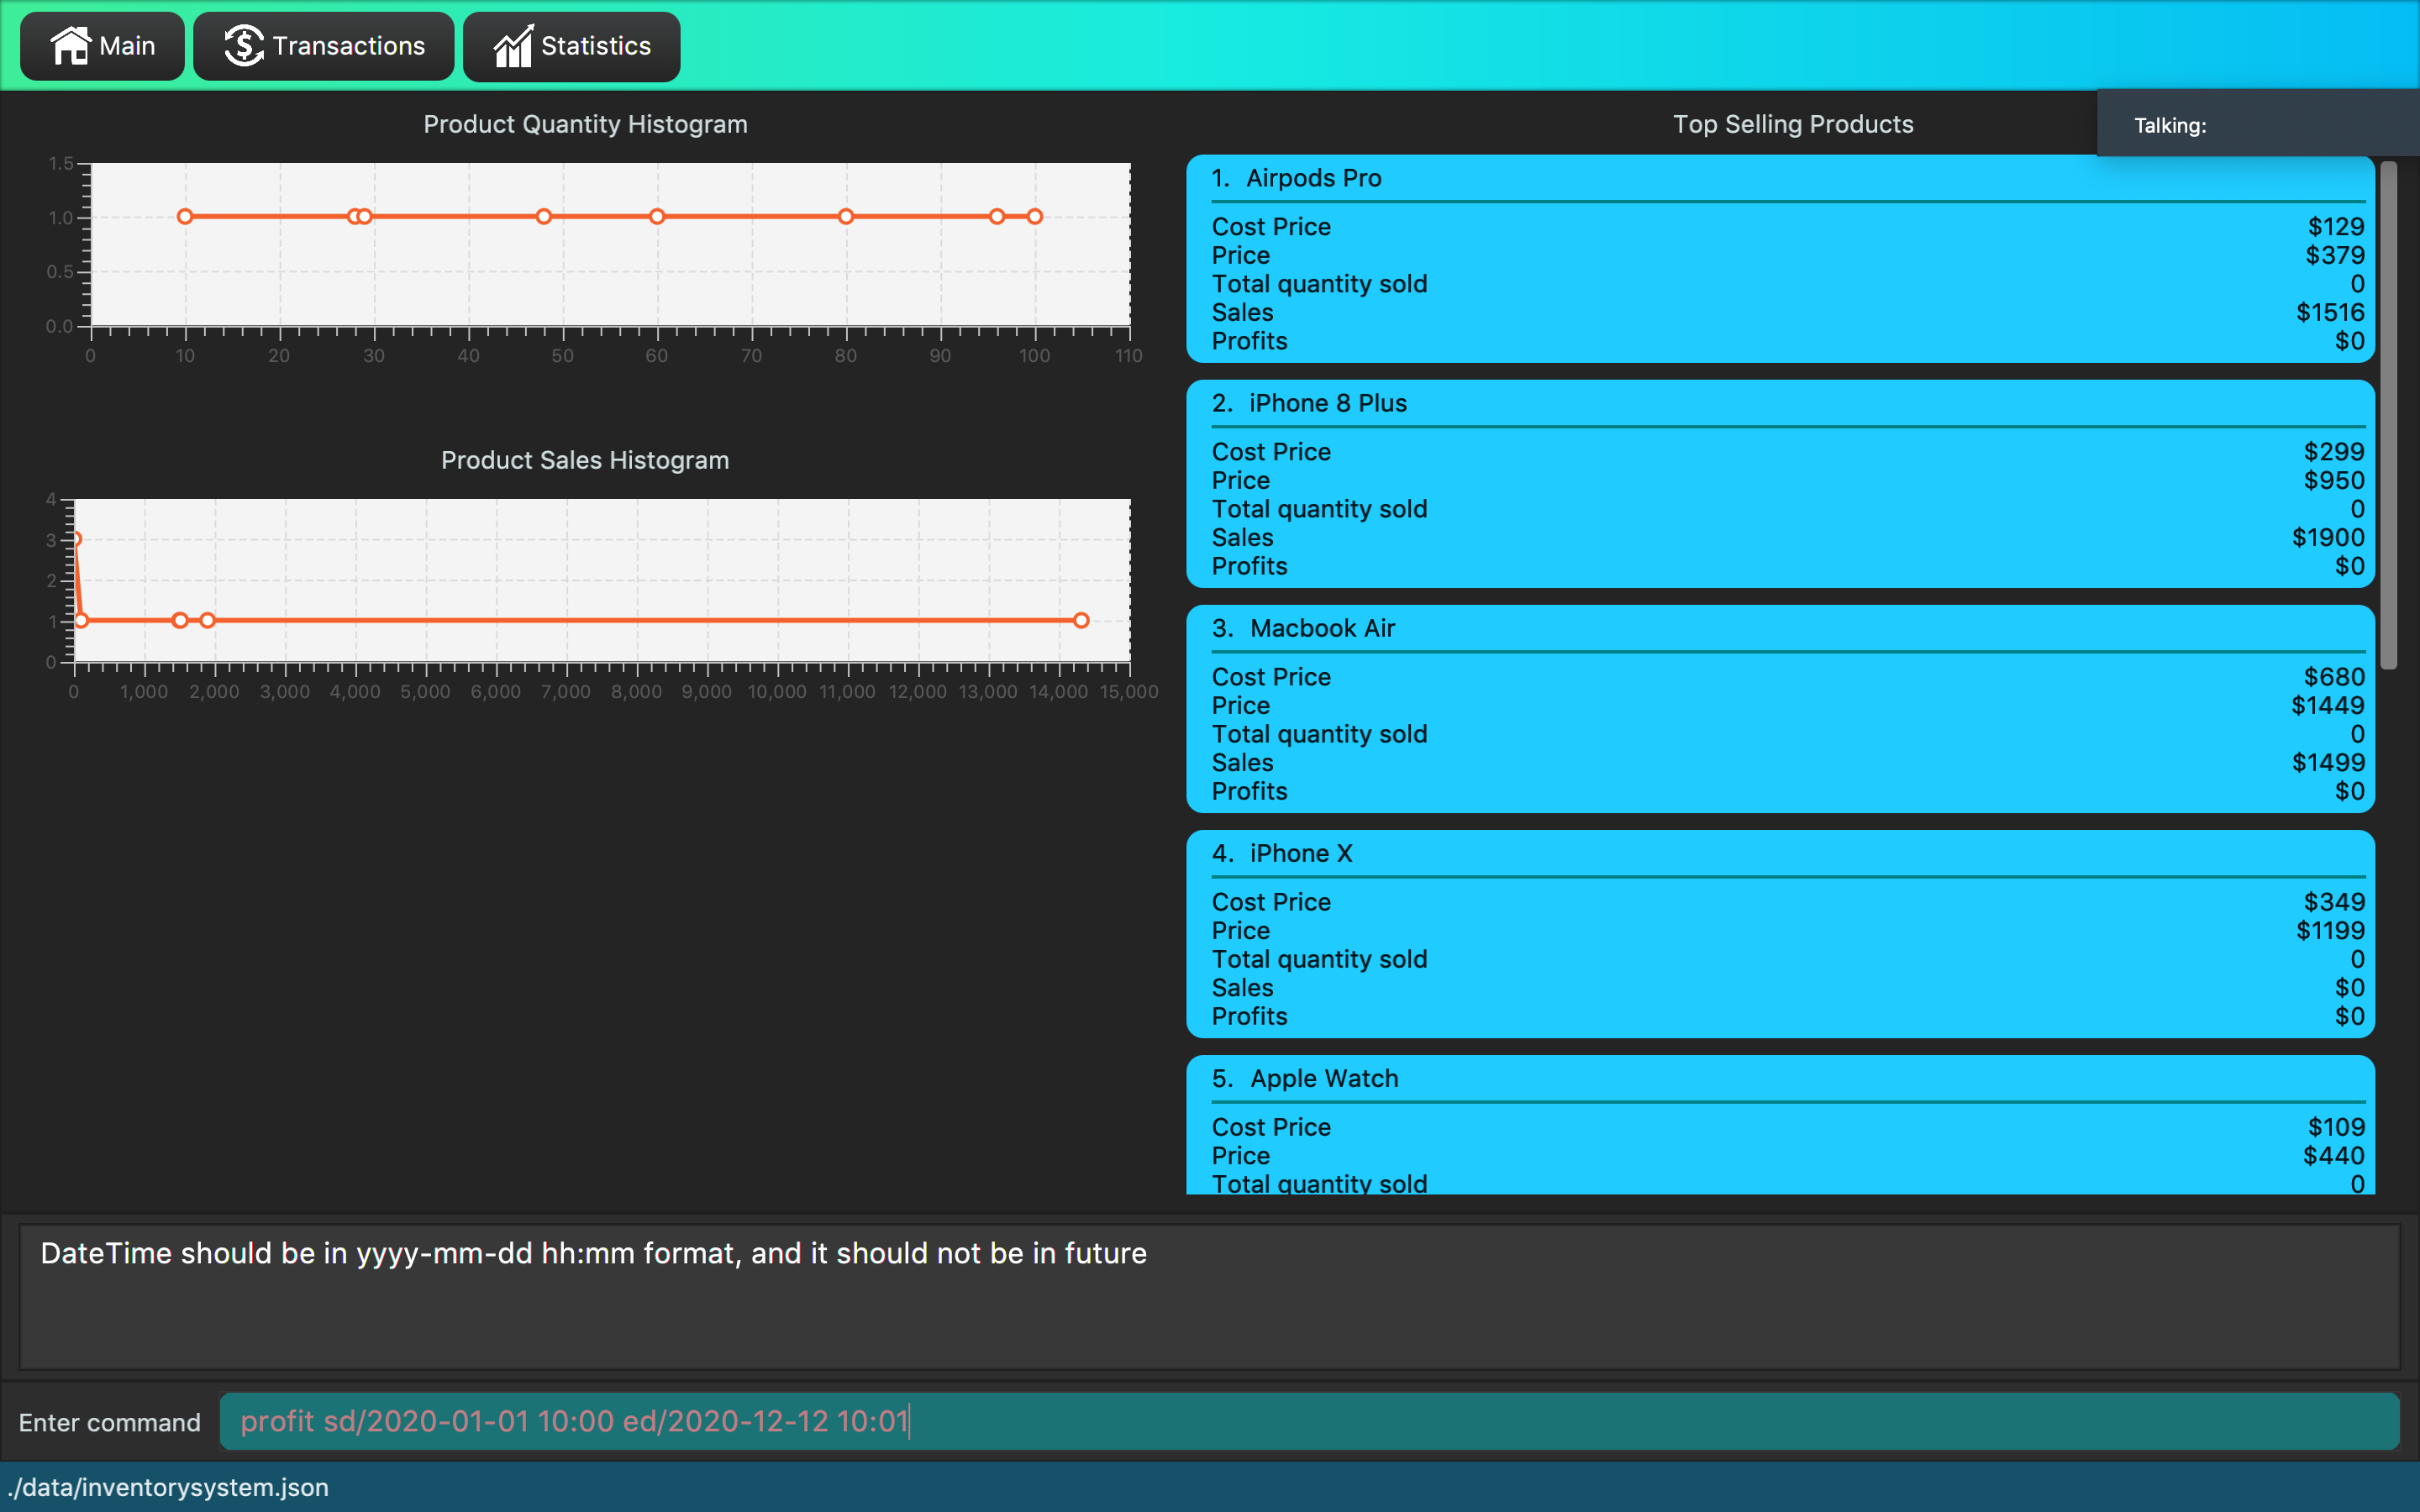 Main
Transactions
Statistics
Product Quantity Histogram
1.5
1.0
0.5
0.0
0 10 20 30 40 50 60 70 80 90 100 110
Product Sales Histogram
4
3
2
1
0
0 1,000 2,000 3,000 4,000 5,000 6,000 7,000 8,000 9,000 10,000 11,000 12,000 13,000 14,000 15,000
Top Selling Products
Talking:
1. Airpods Pro
Cost Price $129
Price $379
Total quantity sold 0
Sales $1516
Profits $0
2. iPhone 8 Plus
Cost Price $299
Price $950
Total quantity sold 0
Sales $1900
Profits $0
3. Macbook Air
Cost Price $680
Price $1449
Total quantity sold 0
Sales $1499
Profits $0
4. iPhone X
Cost Price $349
Price $1199
Total quantity sold 0
Sales $0
Profits $0
5. Apple Watch
Cost Price $109
Price $440
Total quantity sold 0
DateTime should be in yyyy-mm-dd hh:mm format, and it should not be in future
Enter command profit sd/2020-01-01 10:00 ed/2020-12-12 10:01
./data/inventorysystem.json